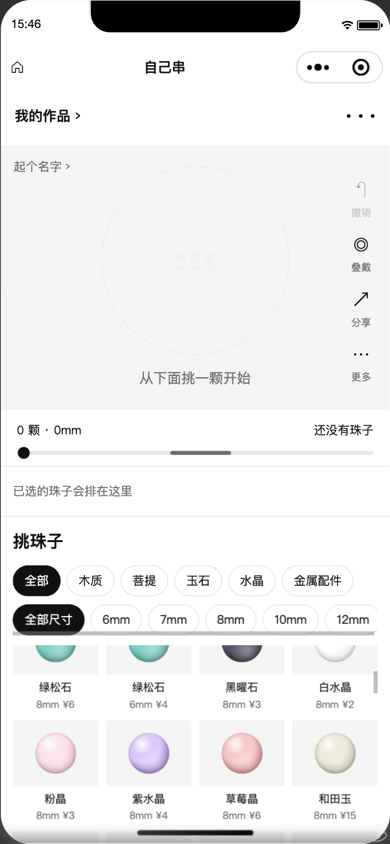 15:46
自己串
我的作品 >
起个名字 >
撤销
叠戴
从下面挑一颗开始
分享
更多
0 颗 · 0mm
还没有珠子
已选的珠子会排在这里
挑珠子
全部 木质 菩提 玉石 水晶 金属配件
全部尺寸 6mm 7mm 8mm 10mm 12mm
绿松石 绿松石 黑曜石 白水晶
8mm ¥6 6mm ¥4 8mm ¥3 8mm ¥2
粉晶 紫水晶 草莓晶 和田玉
8mm ¥3 8mm ¥4 8mm ¥6 8mm ¥15